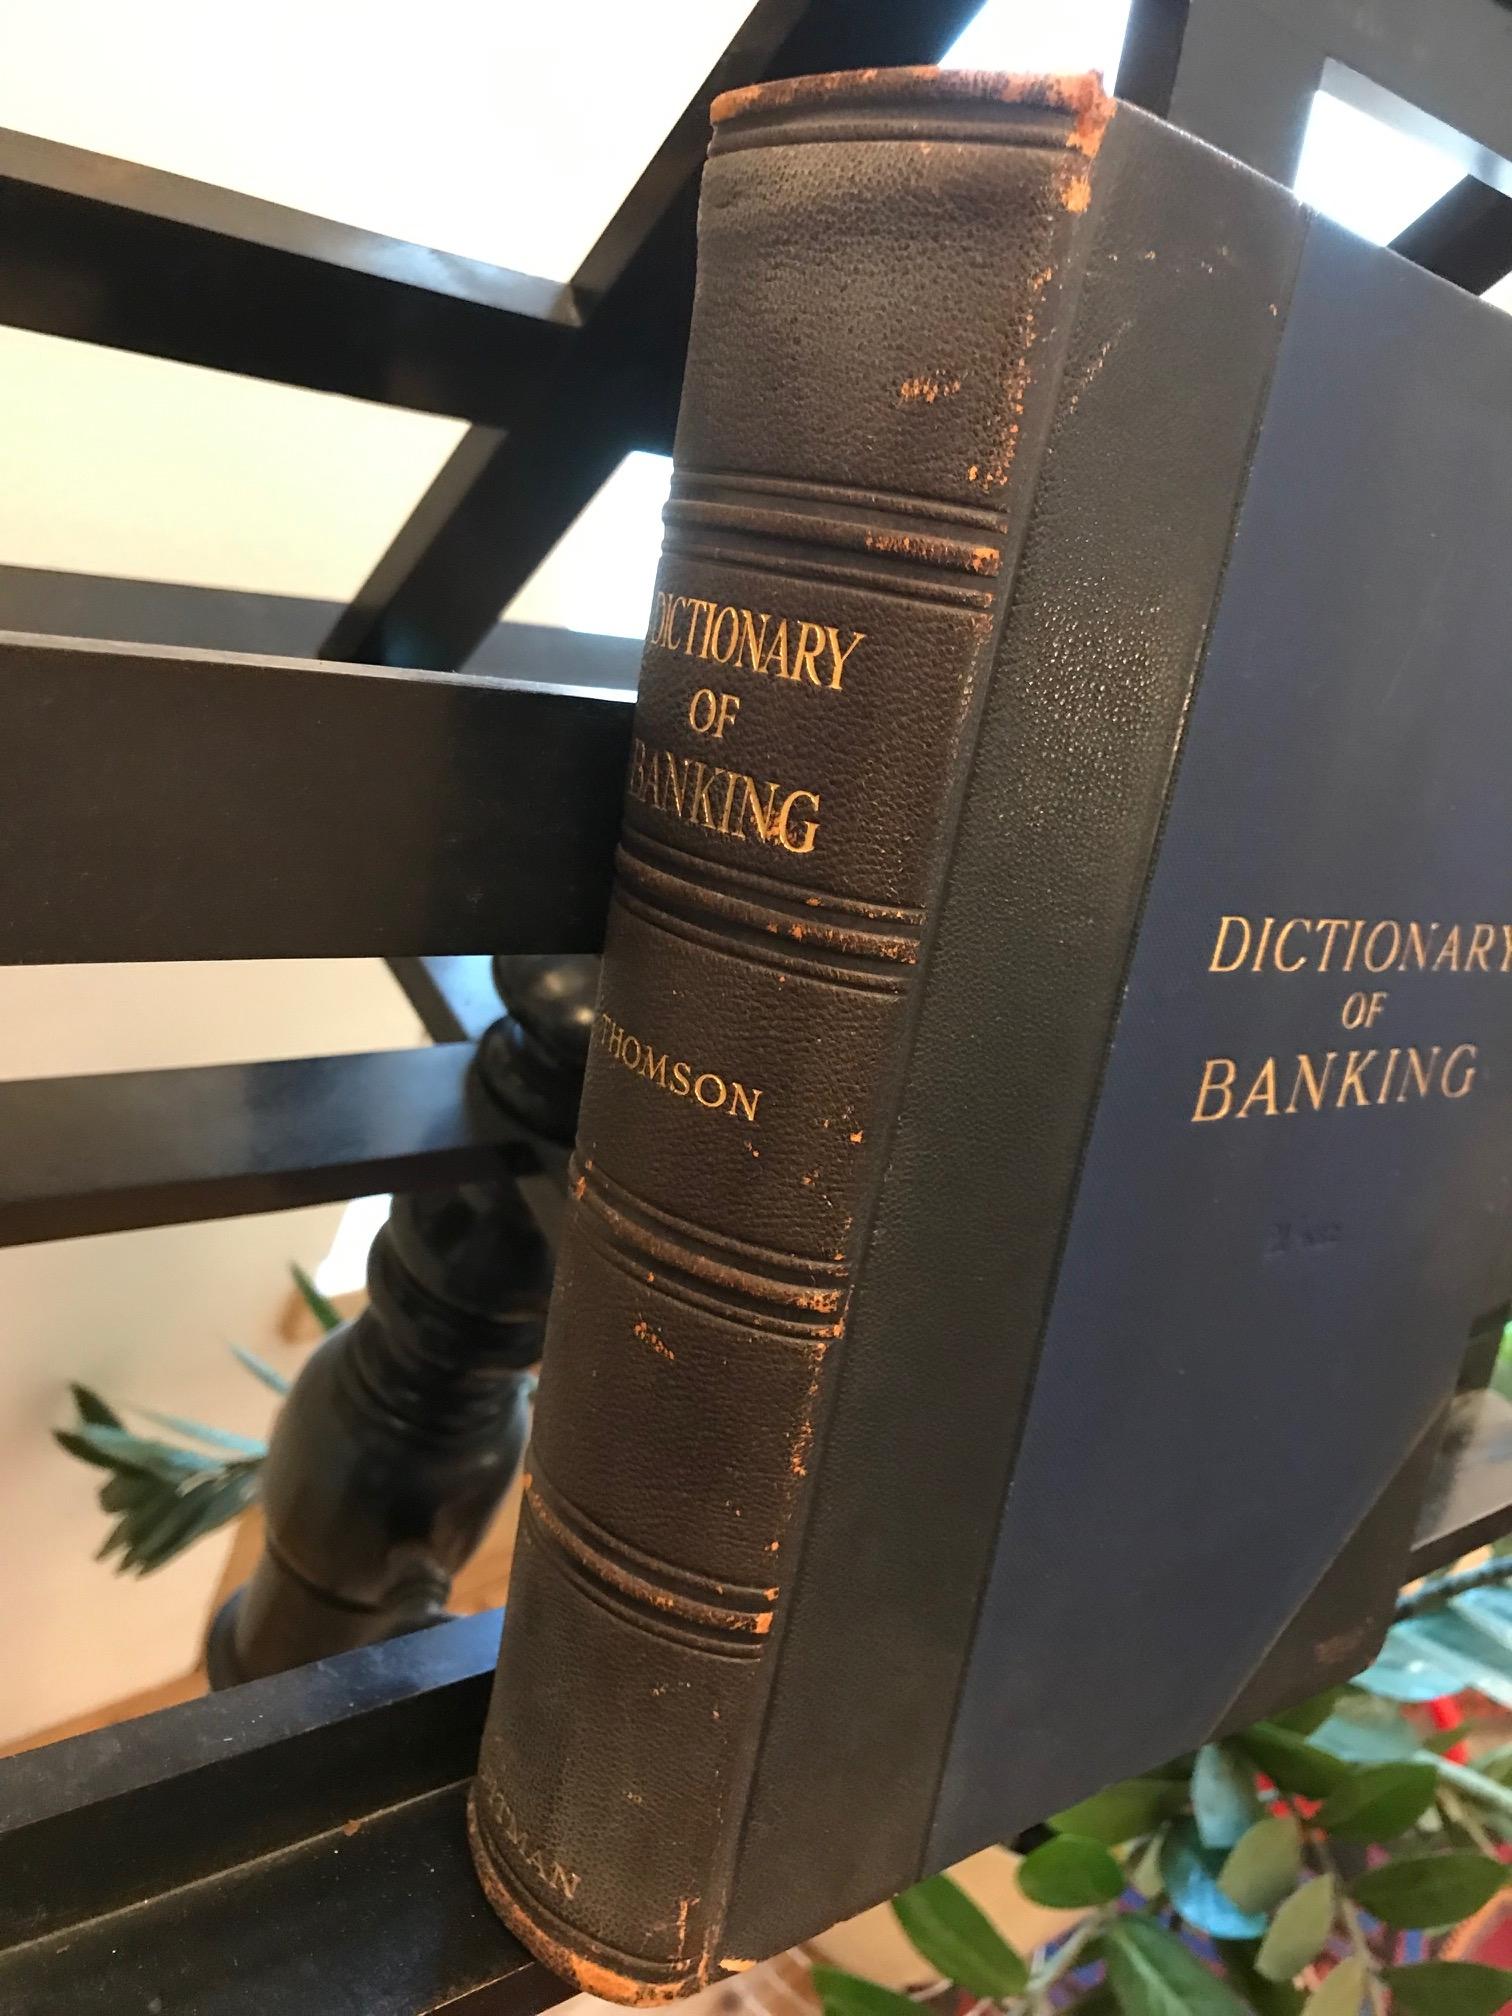 DICTIONARY
OF
BANKING
THOMSON
DICTIONARY
OF
BANKING